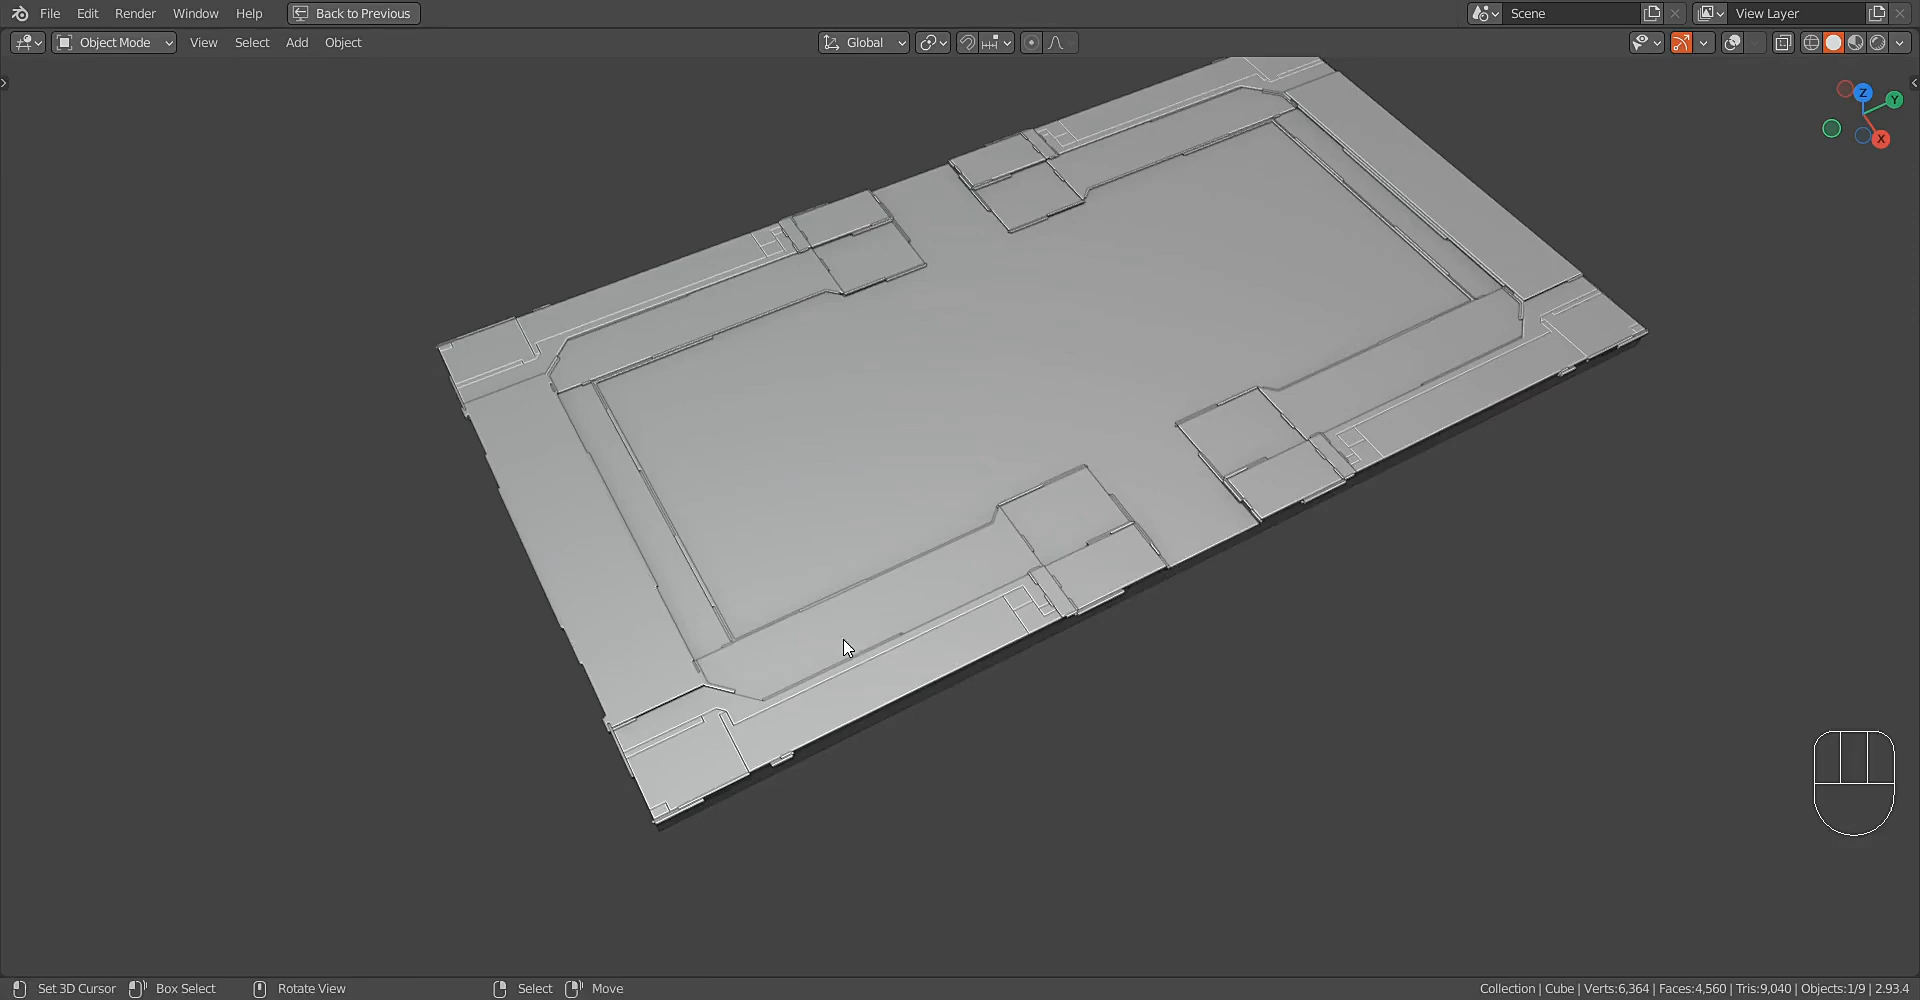 File Edit Render Window Help Back to Previous Scene View Layer
Object Mode View Select Add Object Global
Z
Y
X
Set 3D Cursor Box Select Rotate View Select Move Collection | Cube | Verts:6,364 | Faces:4,560 | Tris:9,040 | Objects:1/9 | 2.93.4